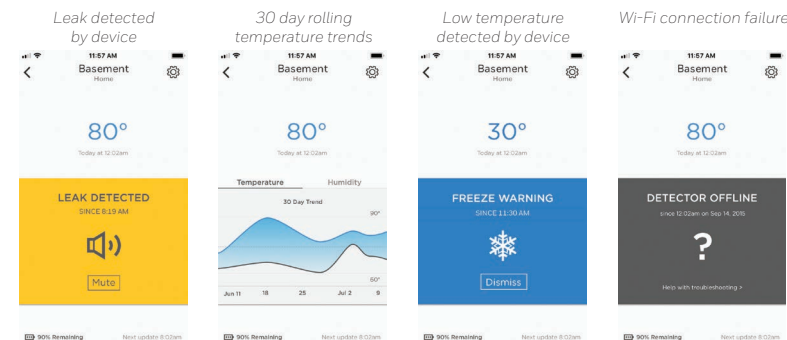 Leak detected
by device
11:57 AM
Basement
Home
80°
Today at 12:02am
LEAK DETECTED
SINCE 8:19 AM
Mute
90% Remaining
Next update 8:02am
30 day rolling
temperature trends
11:57 AM
Basement
Home
80°
Today at 12:02am
Temperature Humidity
30 Day Trend
90°
60°
Jun 11 18 25 Jul 2 9
90% Remaining
Next update 8:02am
Low temperature
detected by device
11:57 AM
Basement
Home
30°
Today at 12:02am
FREEZE WARNING
SINCE 11:30 AM
Dismiss
90% Remaining
Next update 8:02am
Wi-Fi connection failure
11:57 AM
Basement
Home
80°
Today at 12:02am
DETECTOR OFFLINE
since 12:02am on Sep 14, 2015
?
Help with troubleshooting >
90% Remaining
Next update 8:02am